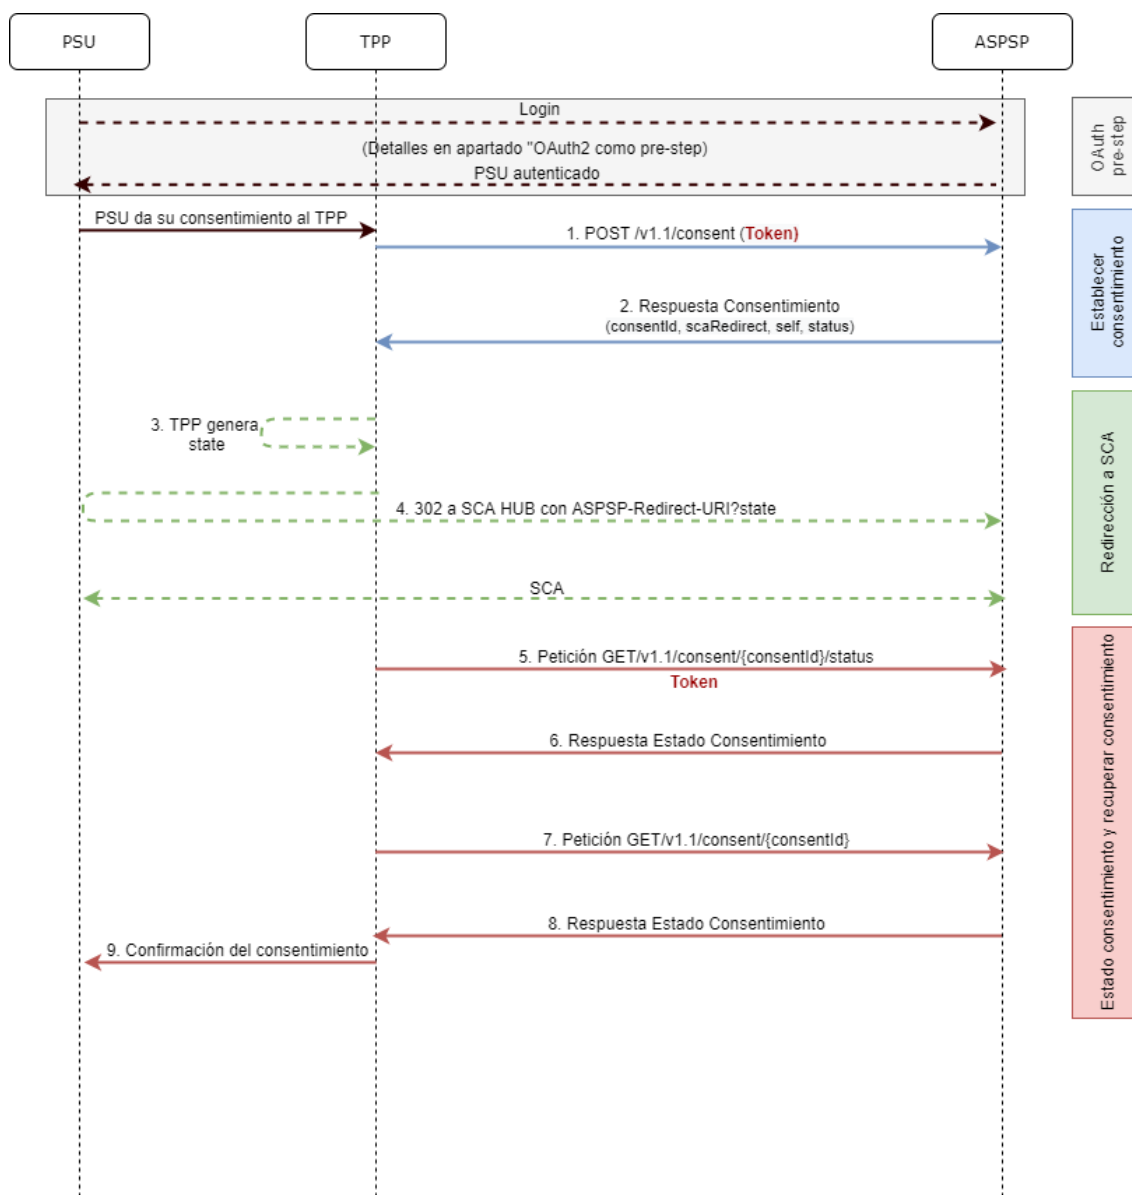 PSU
TPP
ASPSP
Login
(Detalles en apartado "OAuth2 como pre-step)
PSU autenticado
OAuth
pre-step
PSU da su consentimiento al TPP
1. POST /v1.1/consent (Token)
2. Respuesta Consentimiento
(consentId, scaRedirect, self, status)
Establecer
consentimiento
3. TPP genera
state
4. 302 a SCA HUB con ASPSP-Redirect-URI?state
SCA
Redirección a SCA
5. Petición GET/v1.1/consent/{consentId}/status
Token
6. Respuesta Estado Consentimiento
7. Petición GET/v1.1/consent/{consentId}
8. Respuesta Estado Consentimiento
9. Confirmación del consentimiento
Estado consentimiento y recuperar consentimiento